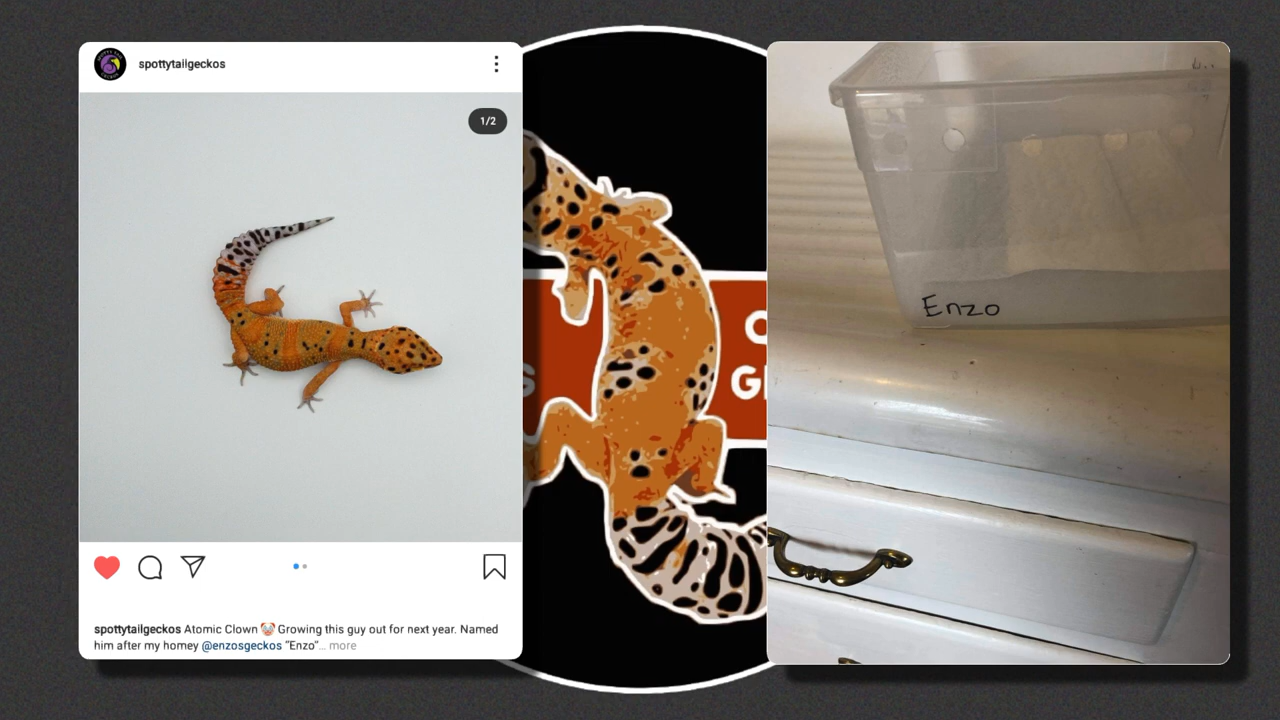 spottytailgeckos
1/2
spottytailgeckos Atomic Clown 🤡 Growing this guy out for next year. Named
him after my homey @enzosgeckos "Enzo"... more
Enzo